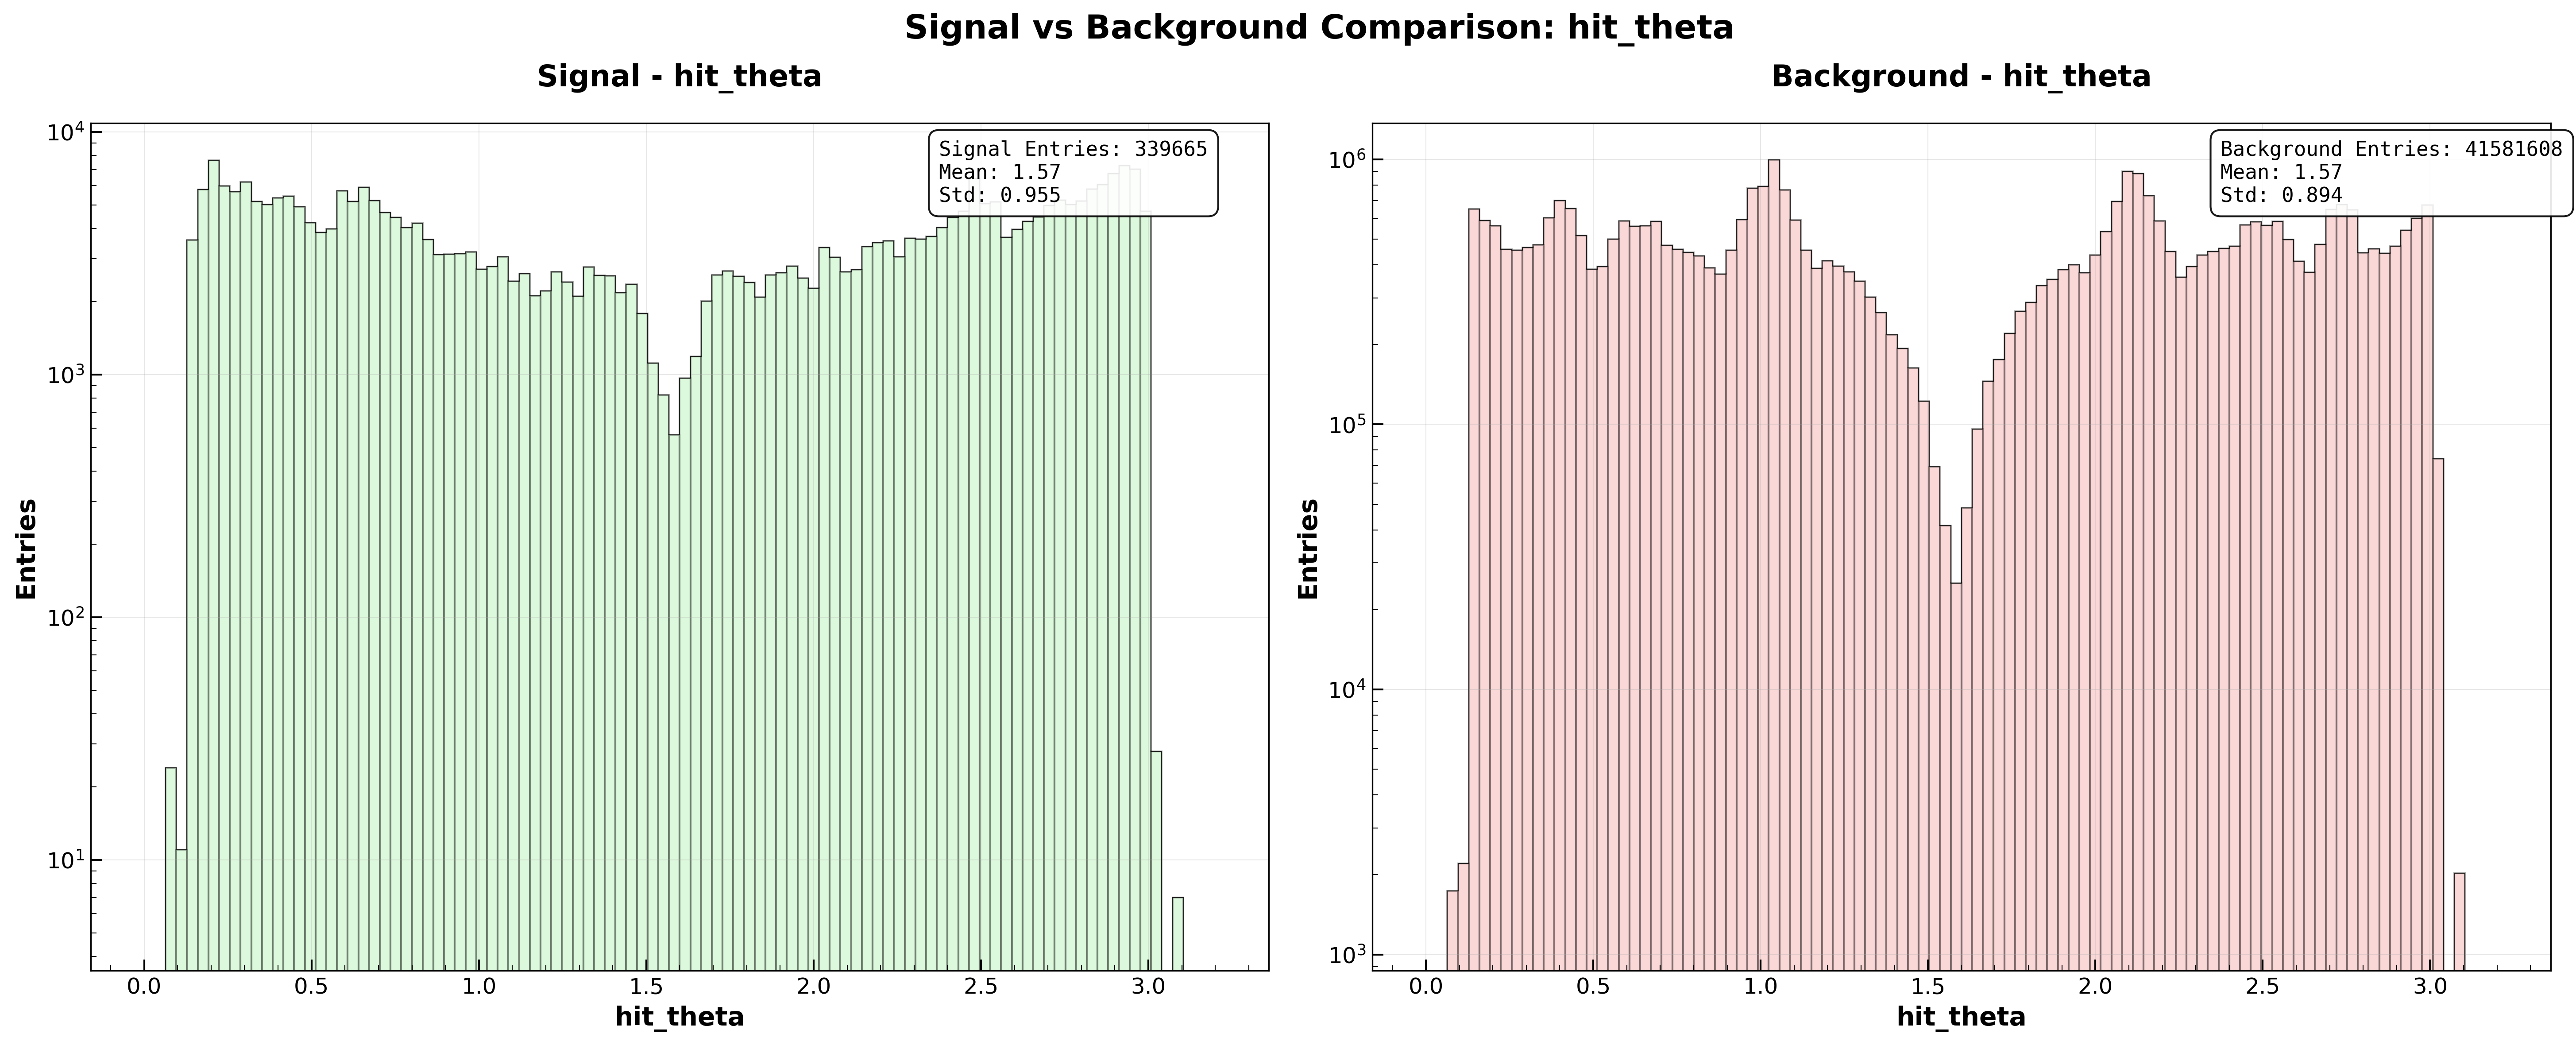 Signal vs Background Comparison: hit_theta
Signal - hit_theta
Signal Entries: 339665
Mean: 1.57
Std: 0.955
10^4
10^3
10^2
10^1
Entries
0.0 0.5 1.0 1.5 2.0 2.5 3.0
hit_theta
Background - hit_theta
Background Entries: 41581608
Mean: 1.57
Std: 0.894
10^6
10^5
10^4
10^3
Entries
0.0 0.5 1.0 1.5 2.0 2.5 3.0
hit_theta